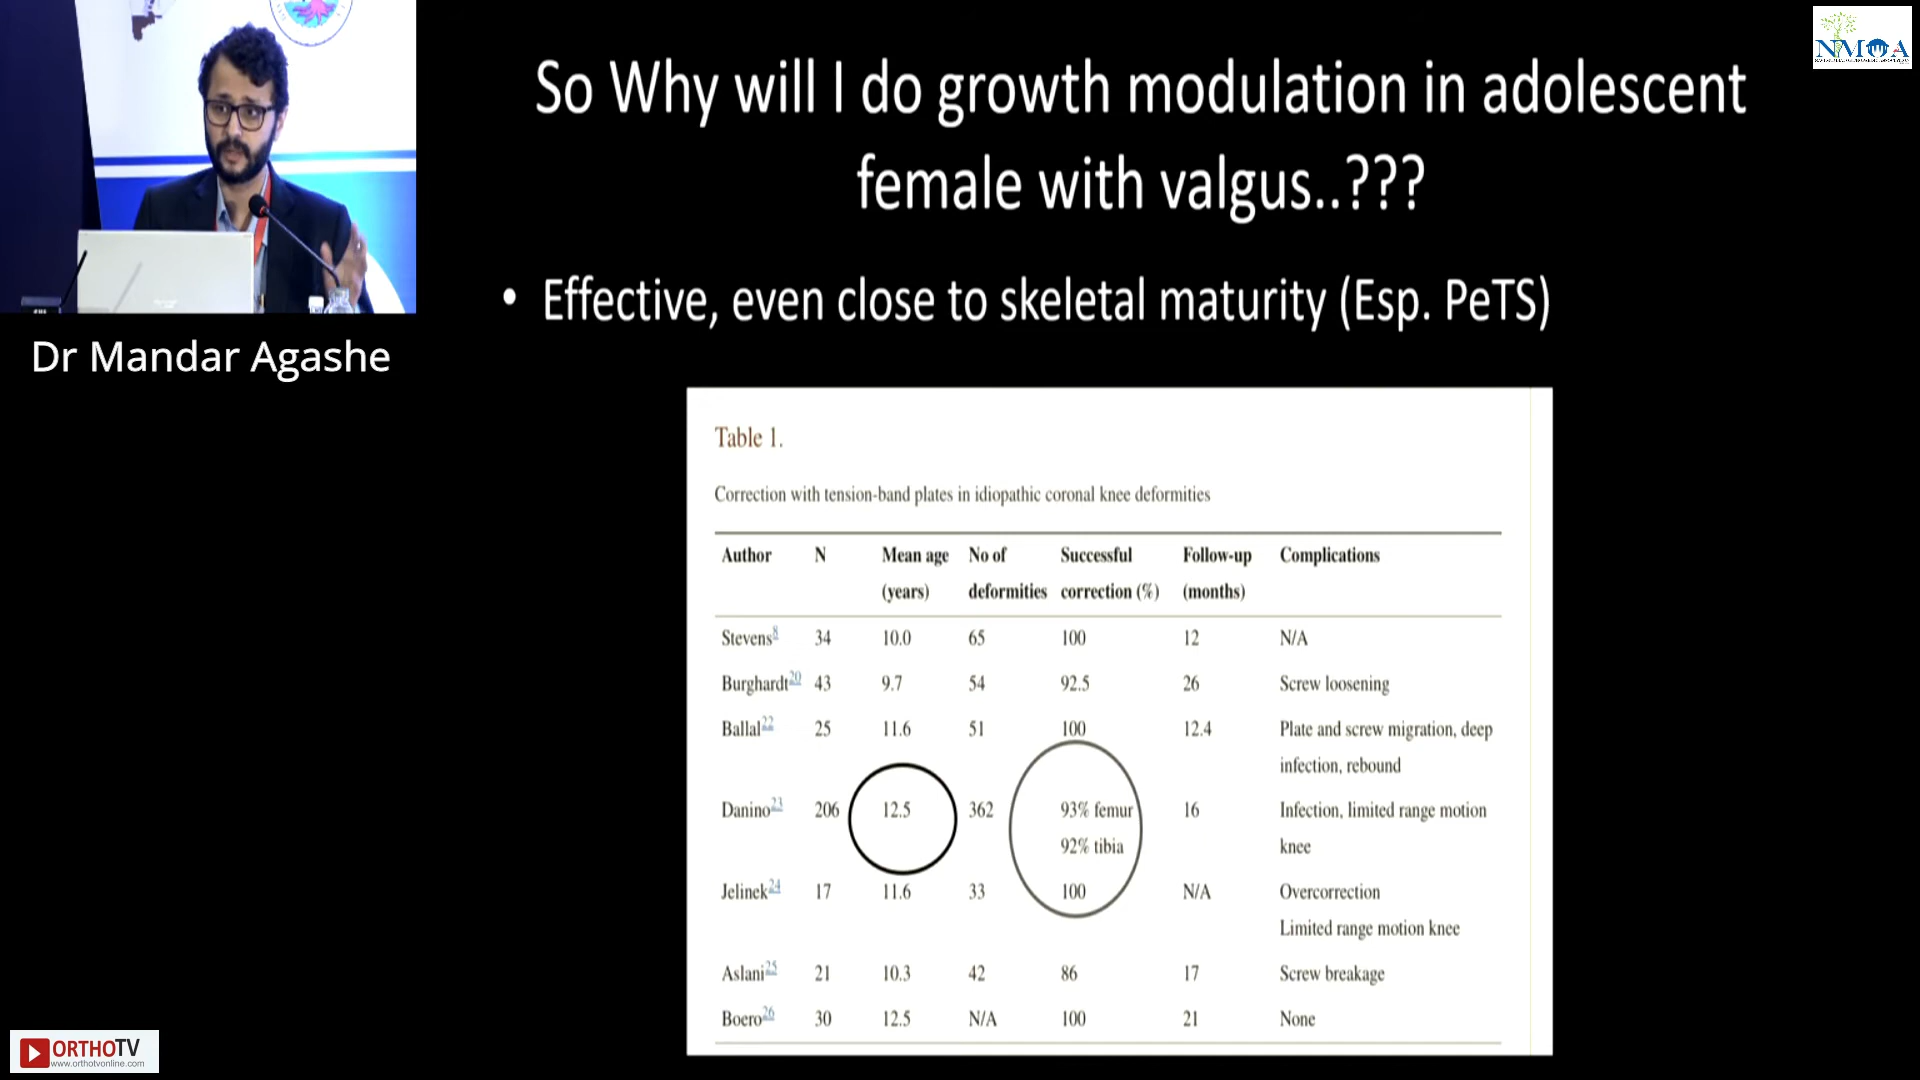 NMOA
So Why will I do growth modulation in adolescent
female with valgus..???
• Effective, even close to skeletal maturity (Esp. PeTS)
Dr Mandar Agashe
Table 1.
Correction with tension-band plates in idiopathic coronal knee deformities
Author N Mean age (years) No of deformities Successful correction (%) Follow-up (months) Complications
Stevens8 34 10.0 65 100 12 N/A
Burghardt20 43 9.7 54 92.5 26 Screw loosening
Ballal22 25 11.6 51 100 12.4 Plate and screw migration, deep
infection, rebound
Danino23 206 12.5 362 93% femur 16 Infection, limited range motion
92% tibia knee
Jelinek24 17 11.6 33 100 N/A Overcorrection
Limited range motion knee
Aslani25 21 10.3 42 86 17 Screw breakage
Boero26 30 12.5 N/A 100 21 None
ORTHOTV
www.orthotvonline.com